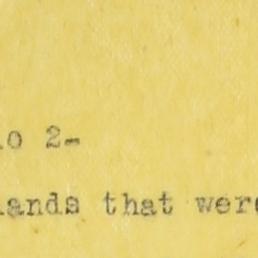 o 2-
ands that were